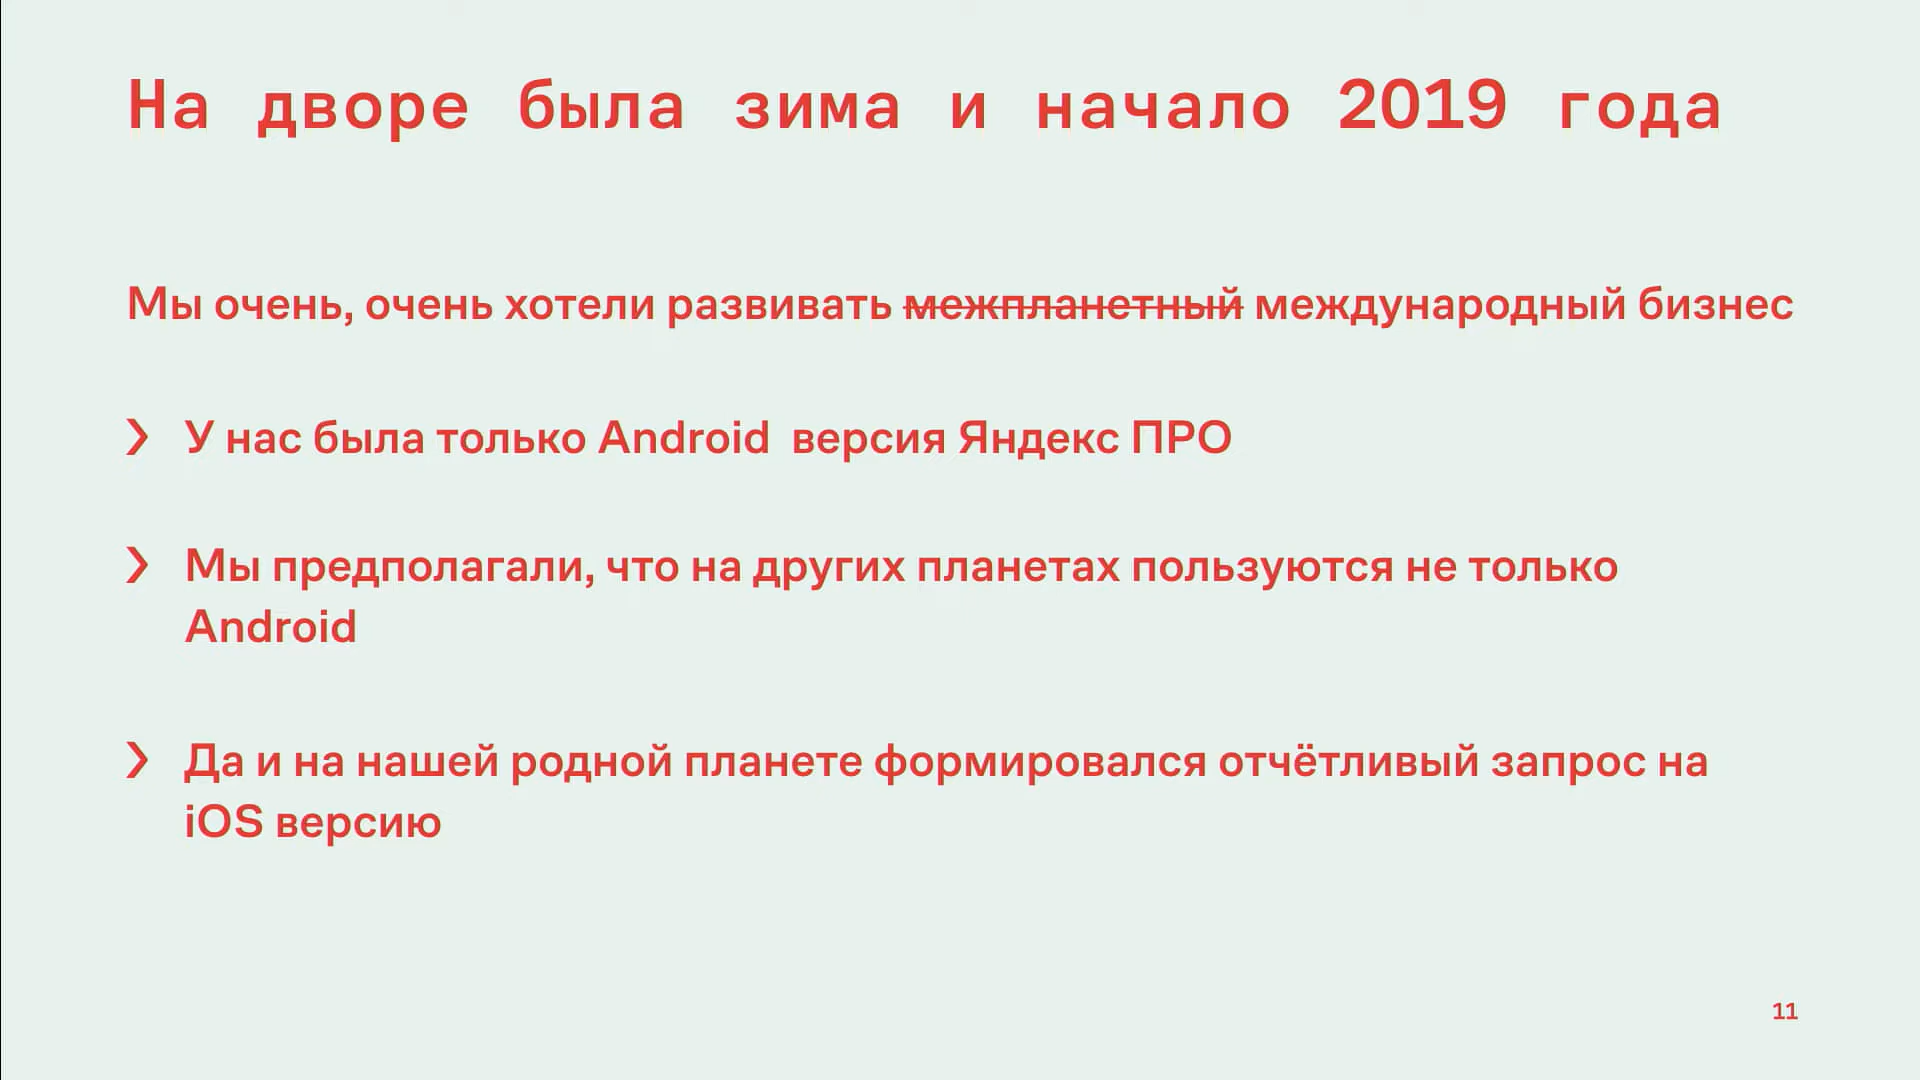 На дворе была зима и начало 2019 года
Мы очень, очень хотели развивать межпланетный международный бизнес
У нас была только Android версия Яндекс ПРО
Мы предполагали, что на других планетах пользуются не только
Android
Да и на нашей родной планете формировался отчётливый запрос на
iOS версию
11